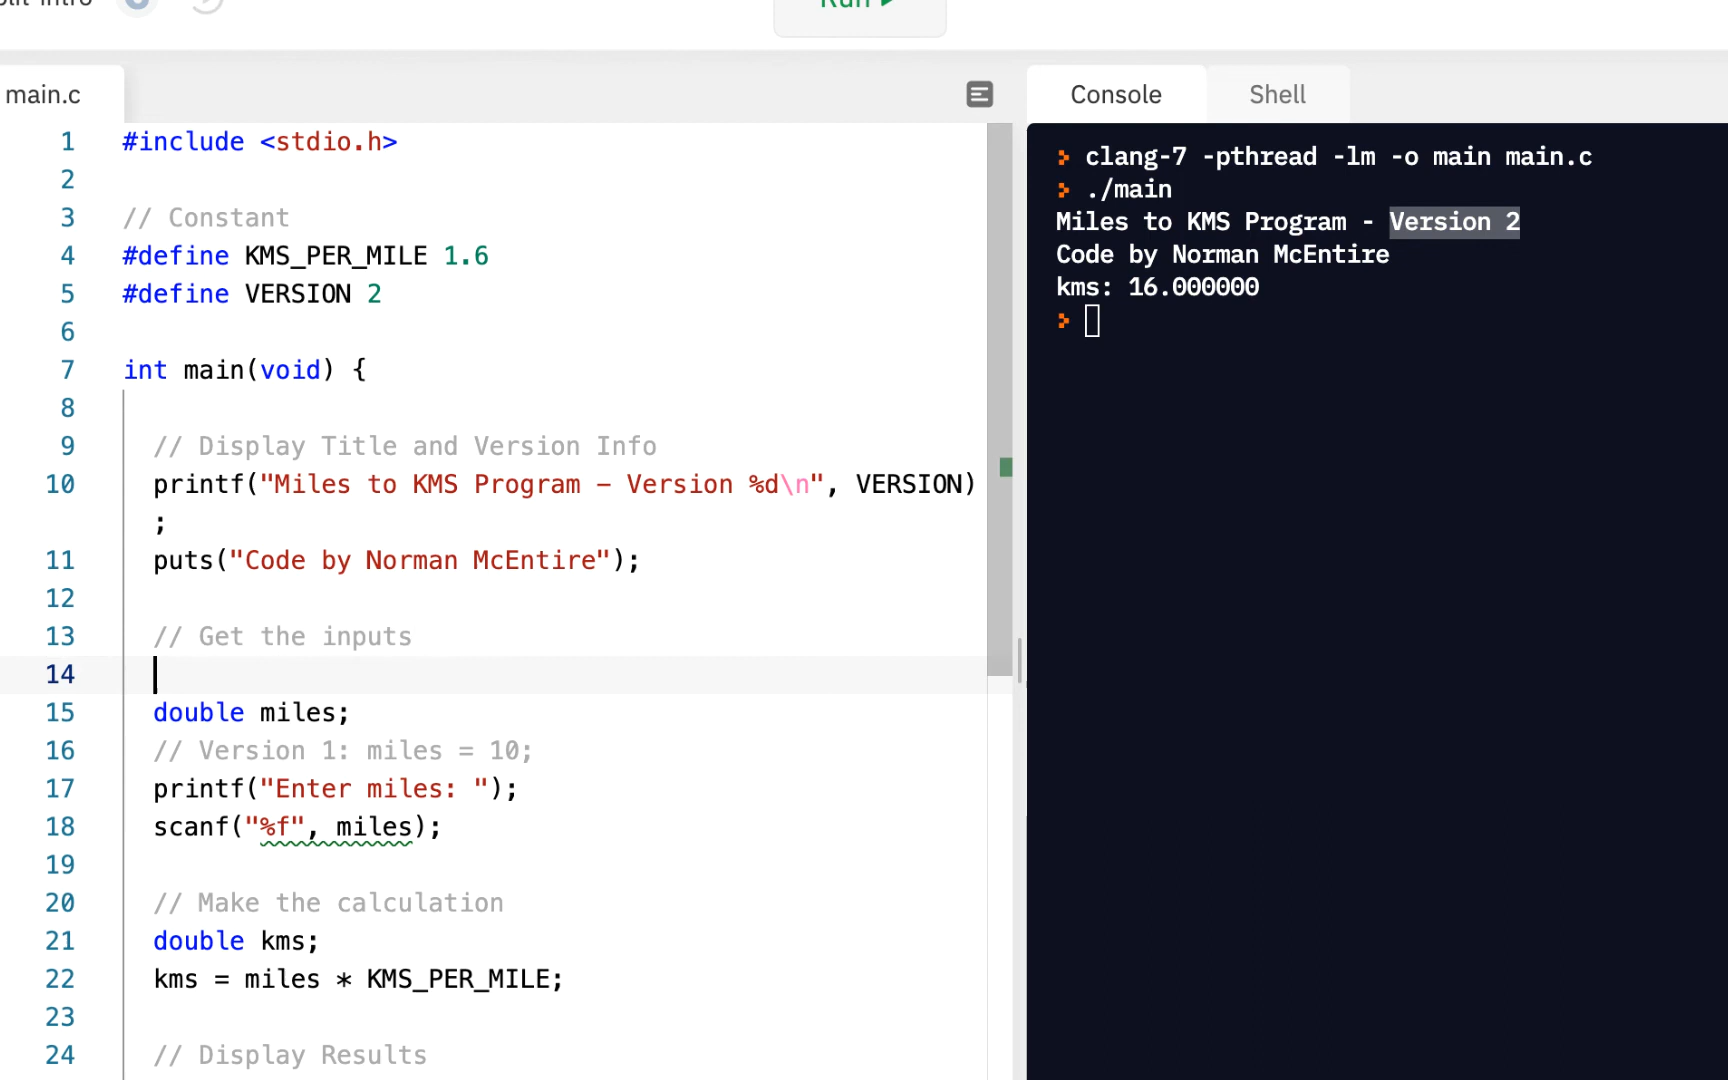 main.c
1 #include <stdio.h>
2
3 // Constant
4 #define KMS_PER_MILE 1.6
5 #define VERSION 2
6
7 int main(void) {
8
9 // Display Title and Version Info
10 printf("Miles to KMS Program – Version %d\n", VERSION)
;
11 puts("Code by Norman McEntire");
12
13 // Get the inputs
14
15 double miles;
16 // Version 1: miles = 10;
17 printf("Enter miles: ");
18 scanf("%f", miles);
19
20 // Make the calculation
21 double kms;
22 kms = miles * KMS_PER_MILE;
23
24 // Display Results
Console Shell
clang-7 -pthread -lm -o main main.c
./main
Miles to KMS Program - Version 2
Code by Norman McEntire
kms: 16.000000